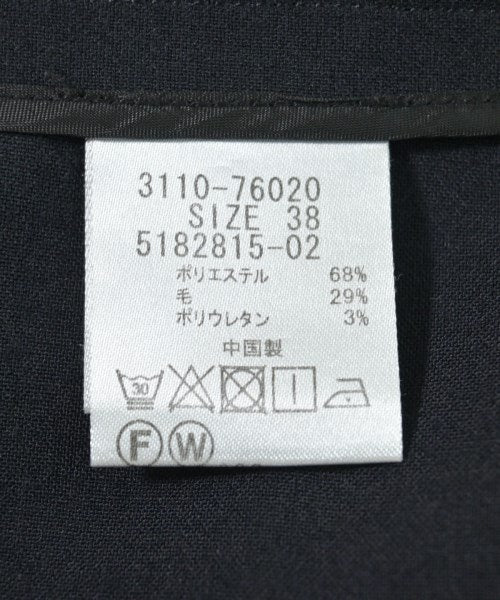 3110-76020
SIZE 38
5182815-02
ポリエステル 68%
毛 29%
ポリウレタン 3%
中国製
30
F W